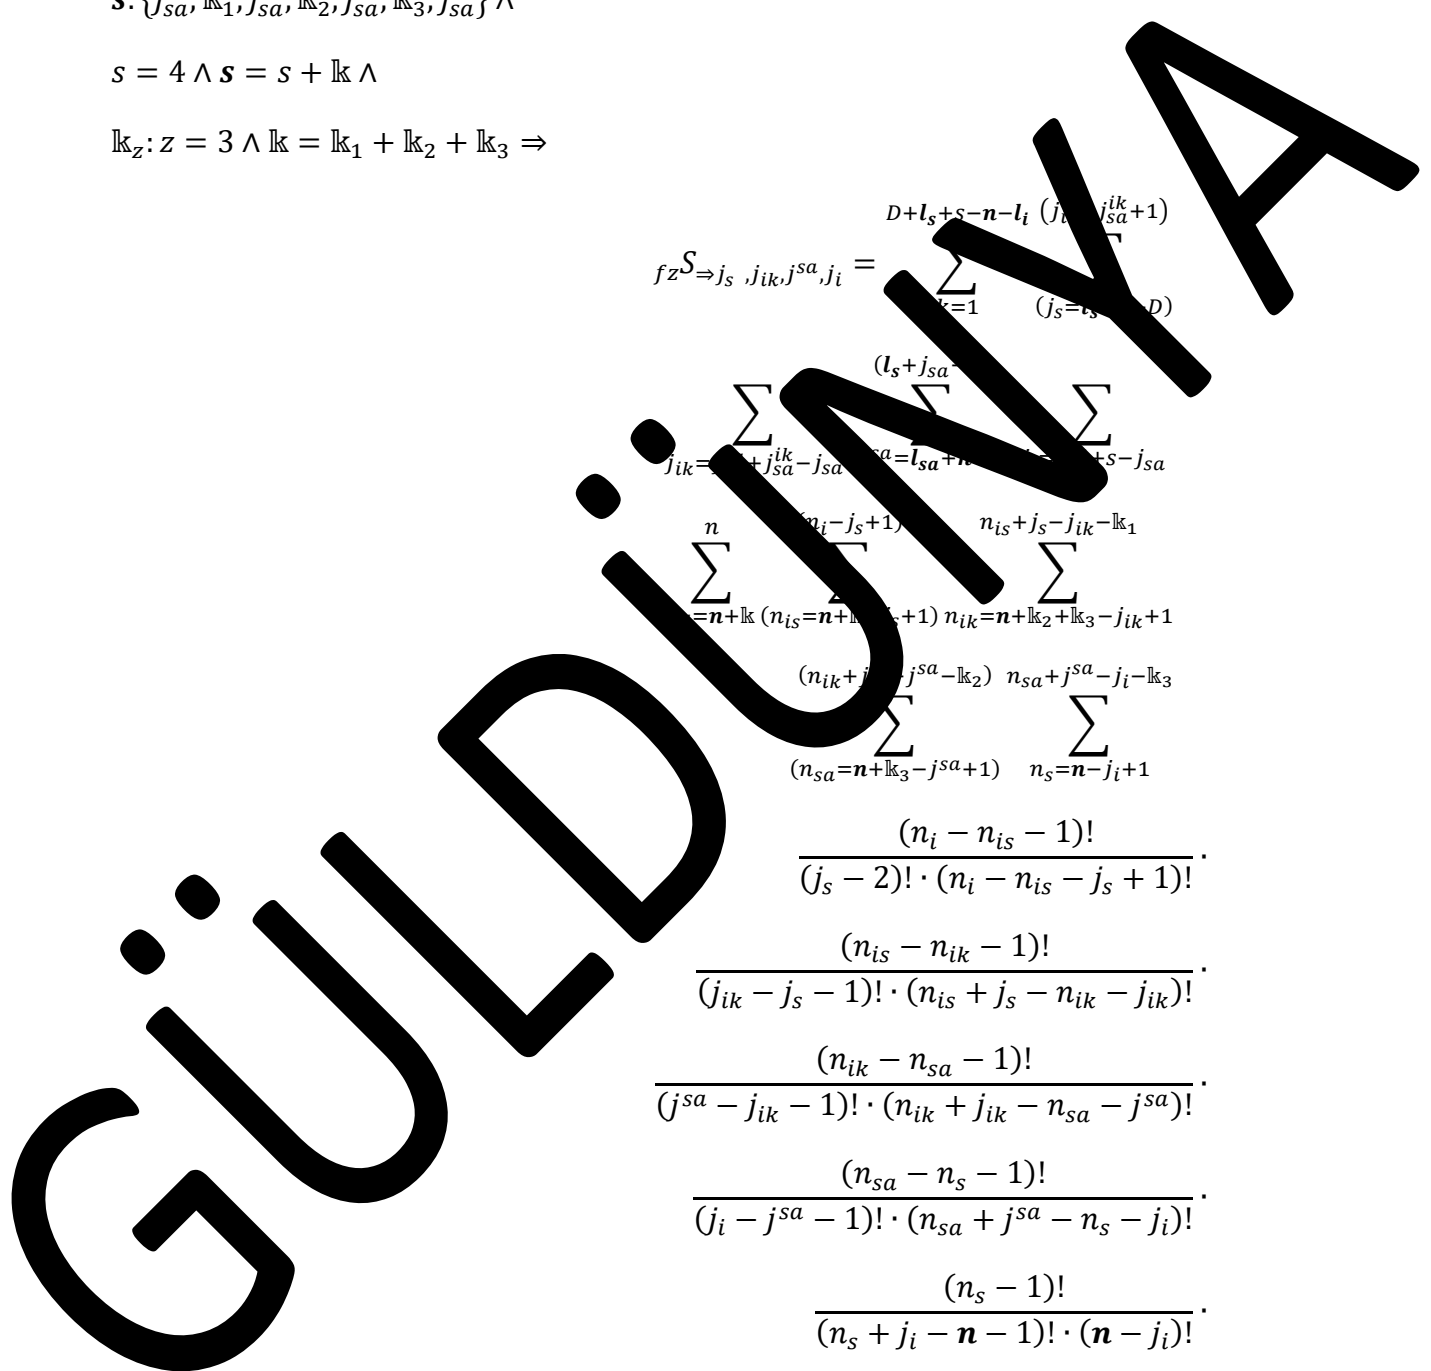 s = 4 ∧ 𝒔 = s + 𝕜 ∧
𝕜_z: z = 3 ∧ 𝕜 = 𝕜_1 + 𝕜_2 + 𝕜_3 ⇒
D+𝒍_𝒔+s−𝒏−𝒍_𝒊
_{fz}S_{⇒j_s ,j_{ik},j^{sa},j_i} = ∑
∑ ∑ ∑
n (n_i−j_s+1) n_{is}+j_s−j_{ik}−𝕜_1
∑ ∑ ∑
=𝒏+𝕜 n_{ik}=𝒏+𝕜_2+𝕜_3−j_{ik}+1
n_{sa}+j^{sa}−j_i−𝕜_3
∑ ∑
(n_{sa}=𝒏+𝕜_3−j^{sa}+1) n_s=𝒏−j_i+1
(n_i − n_{is} − 1)!
(j_s − 2)! · (n_i − n_{is} − j_s + 1)! ·
(n_{is} − n_{ik} − 1)!
(j_{ik} − j_s − 1)! · (n_{is} + j_s − n_{ik} − j_{ik})! ·
(n_{ik} − n_{sa} − 1)!
(j^{sa} − j_{ik} − 1)! · (n_{ik} + j_{ik} − n_{sa} − j^{sa})! ·
(n_{sa} − n_s − 1)!
(j_i − j^{sa} − 1)! · (n_{sa} + j^{sa} − n_s − j_i)! ·
(n_s − 1)!
(n_s + j_i − 𝒏 − 1)! · (𝒏 − j_i)! ·
GÜLDÜNYA